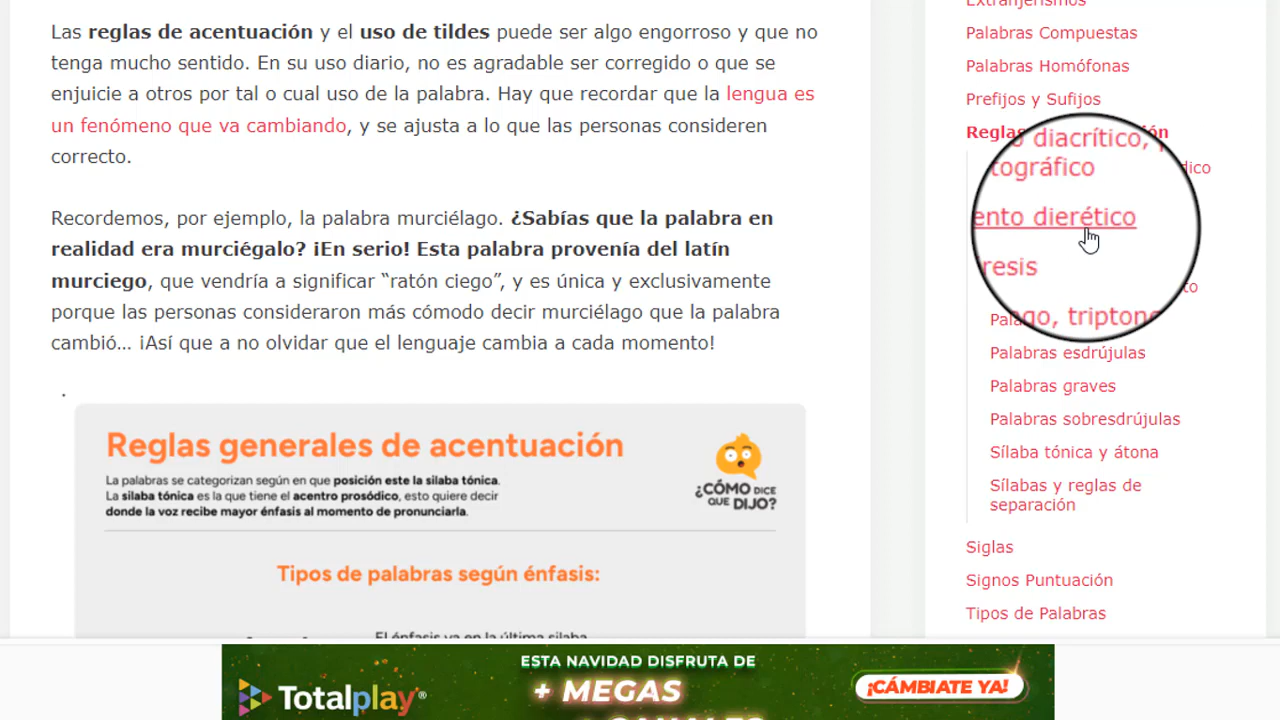 Las reglas de acentuación y el uso de tildes puede ser algo engorroso y que no
tenga mucho sentido. En su uso diario, no es agradable ser corregido o que se
enjuicie a otros por tal o cual uso de la palabra. Hay que recordar que la lengua es
un fenómeno que va cambiando, y se ajusta a lo que las personas consideren
correcto.
Recordemos, por ejemplo, la palabra murciélago. ¿Sabías que la palabra en
realidad era murciégalo? ¡En serio! Esta palabra provenía del latín
murciego, que vendría a significar “ratón ciego”, y es única y exclusivamente
porque las personas consideraron más cómodo decir murciélago que la palabra
cambió... ¡Así que a no olvidar que el lenguaje cambia a cada momento!
.
Reglas generales de acentuación
La palabras se categorizan según en que posición este la silaba tónica.
La silaba tónica es la que tiene el acentro prosódico, esto quiere decir
donde la voz recibe mayor énfasis al momento de pronunciarla.
¿CÓMO DICE
QUE DIJO?
Tipos de palabras según énfasis:
El énfasis va en la última silaba
Extranjerismos
Palabras Compuestas
Palabras Homófonas
Prefijos y Sufijos
Reglas
diacrítico,
tográfico
dico
ento dierético
resis
to
go, tripton
Palabras esdrújulas
Palabras graves
Palabras sobresdrújulas
Sílaba tónica y átona
Sílabas y reglas de
separación
Siglas
Signos Puntuación
Tipos de Palabras
Totalplay®
ESTA NAVIDAD DISFRUTA DE
+ MEGAS
+ CANALES
¡CÁMBIATE YA!